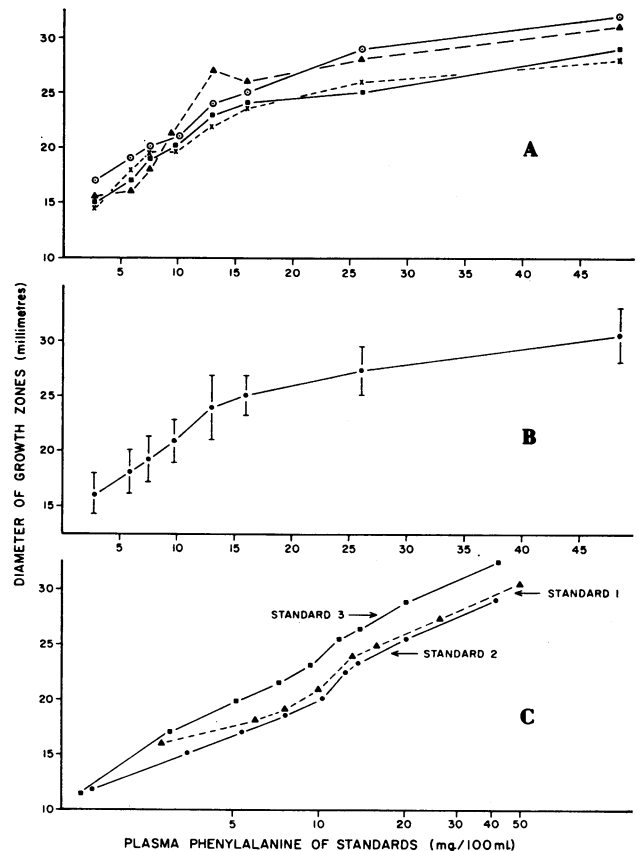 DIAMETER OF GROWTH ZONES (millimetres)
30
25
20
15
10
A
5 10 15 20 25 30 35 40 45
30
25
20
15
B
5 10 15 20 25 30 35 40 45
30
25
20
15
10
STANDARD 3
STANDARD 1
STANDARD 2
C
5 10 20 30 40 50
PLASMA PHENYLALANINE OF STANDARDS (mg/100ml)